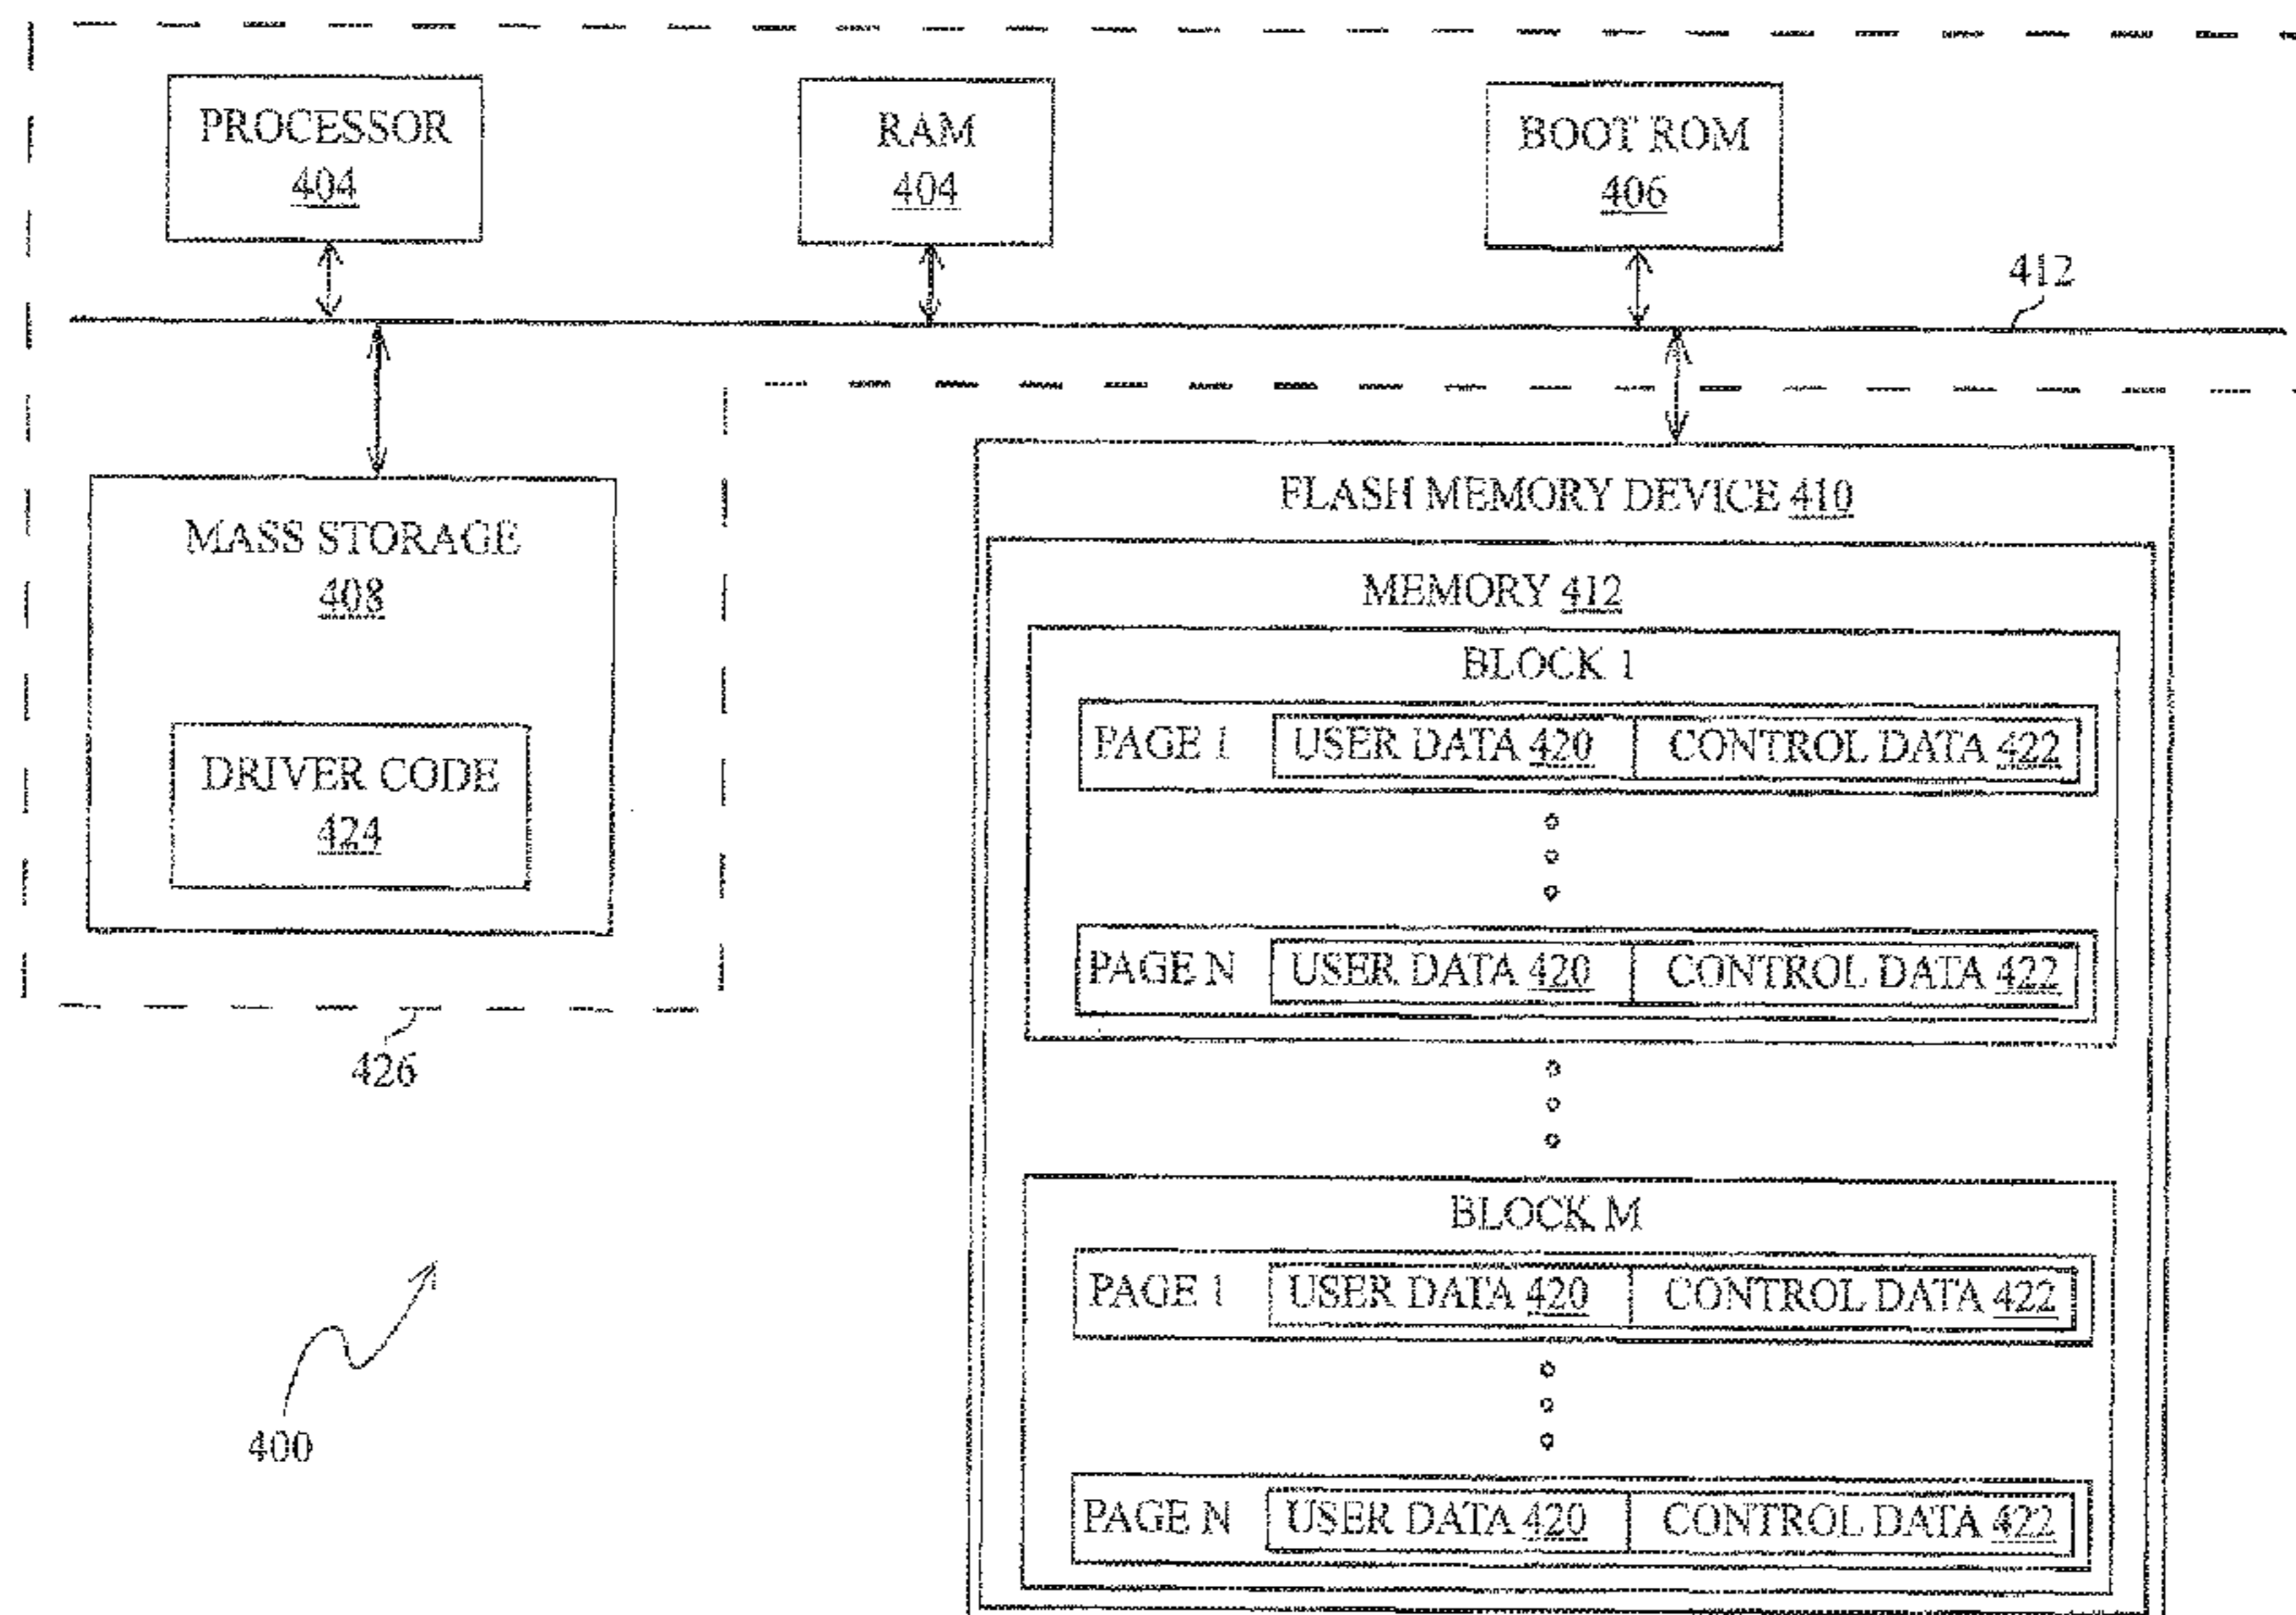 PROCESSOR
404
RAM
404
BOOT ROM
406
412
MASS STORAGE
408
DRIVER CODE
424
426
400
FLASH MEMORY DEVICE 410
MEMORY 412
BLOCK 1
PAGE 1 USER DATA 420 CONTROL DATA 422
PAGE N USER DATA 420 CONTROL DATA 422
BLOCK M
PAGE 1 USER DATA 420 CONTROL DATA 422
PAGE N USER DATA 420 CONTROL DATA 422